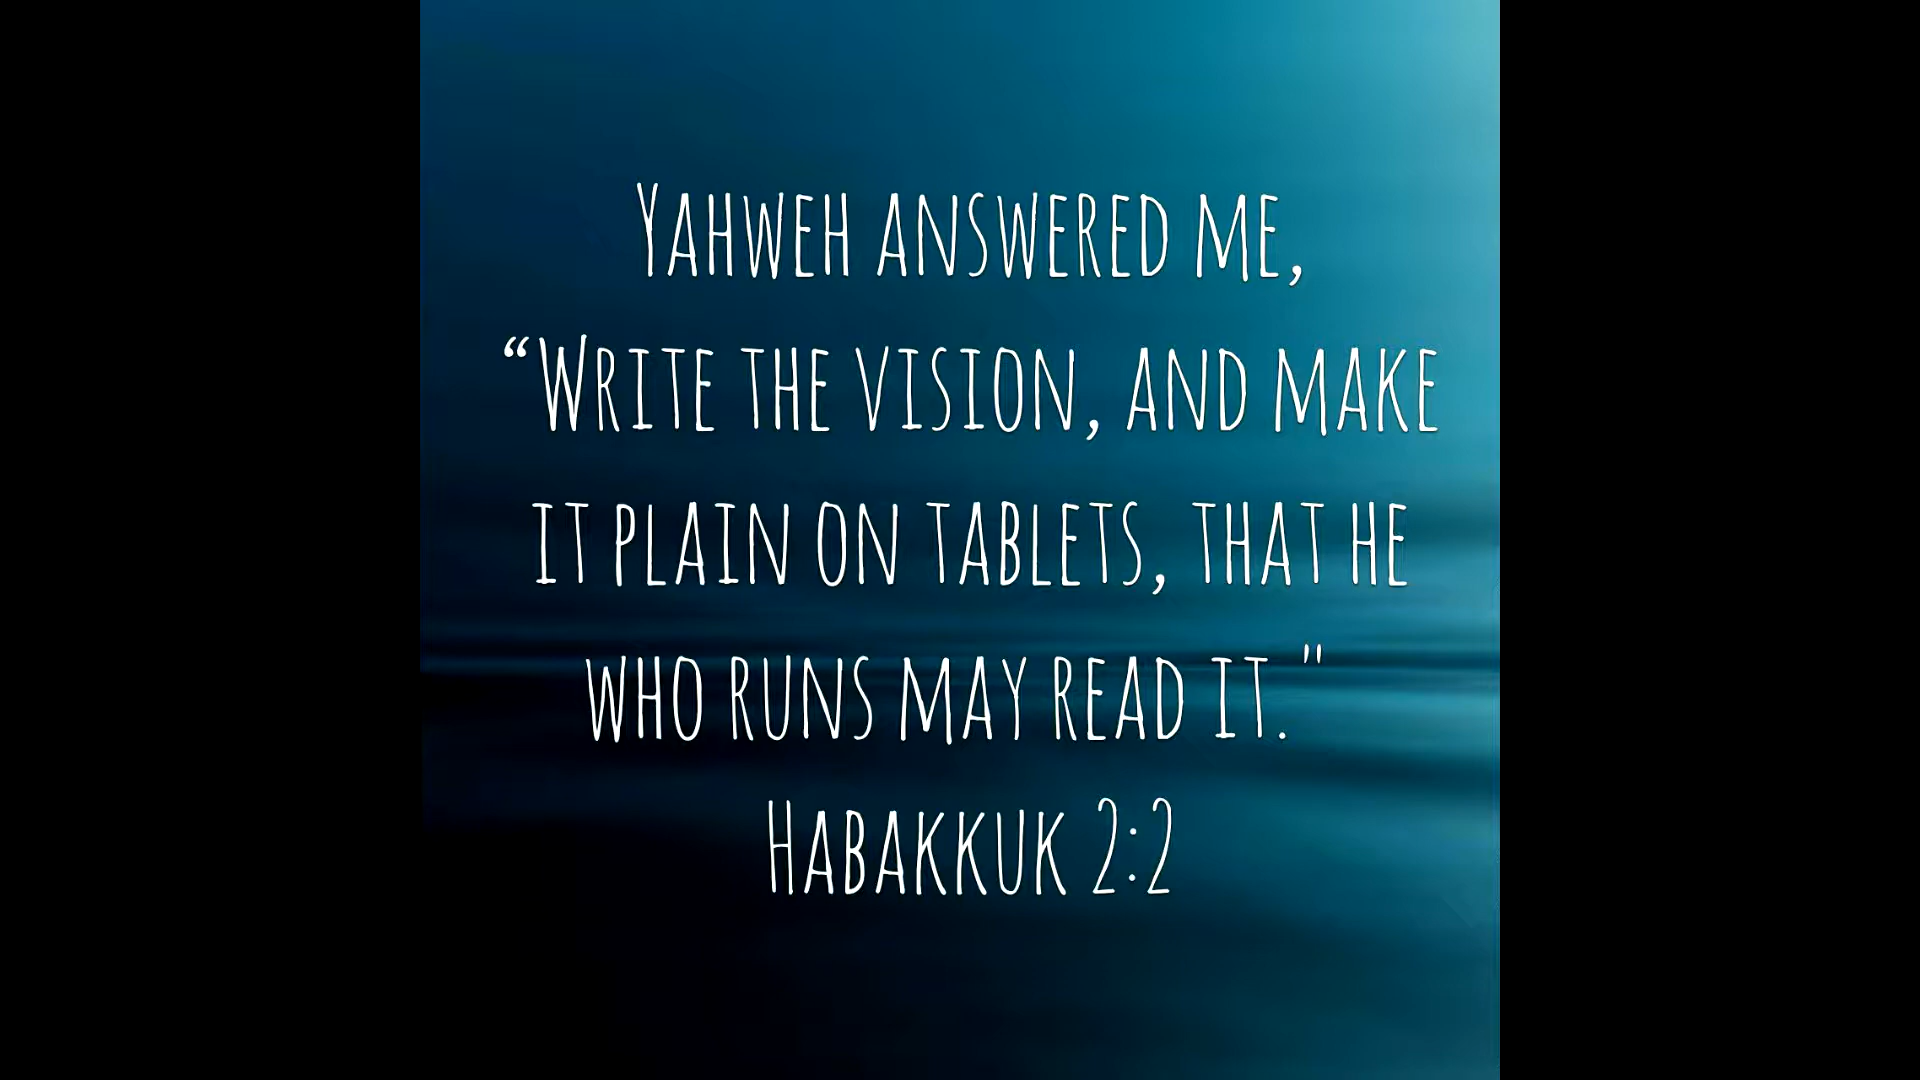 Yahweh answered me,
“Write the vision, and make
it plain on tablets, that he
who runs may read it."
Habakkuk 2:2